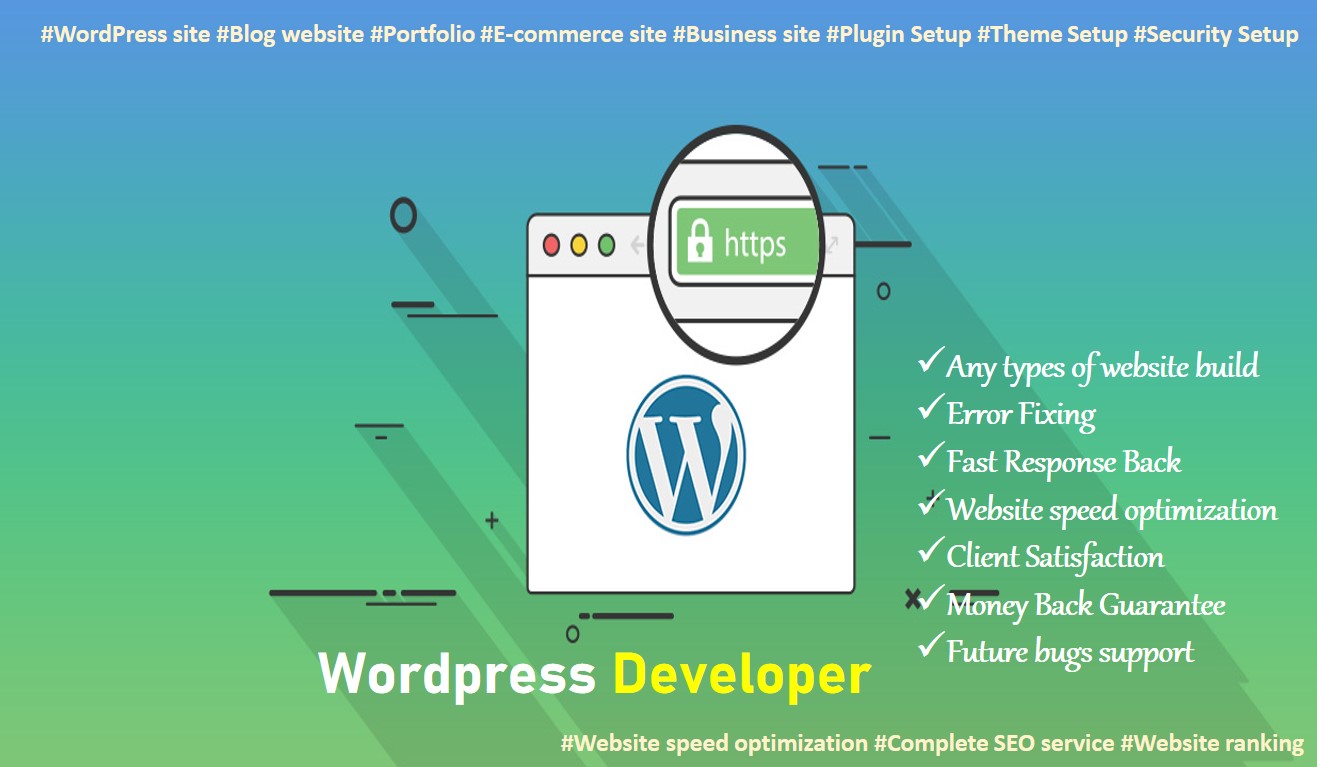 #WordPress site #Blog website #Portfolio #E-commerce site #Business site #Plugin Setup #Theme Setup #Security Setup
https
W
Any types of website build
Error Fixing
Fast Response Back
Website speed optimization
Client Satisfaction
Money Back Guarantee
Future bugs support
Wordpress Developer
#Website speed optimization #Complete SEO service #Website ranking